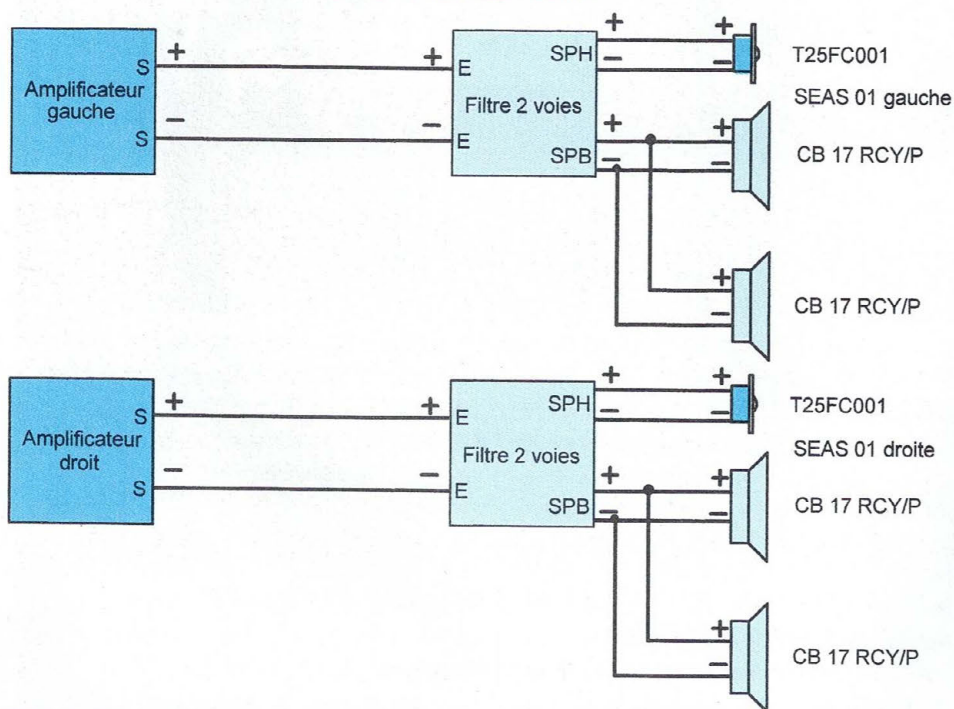 Amplificateur
gauche
S
S
+
−
+
−
E
E
Filtre 2 voies
SPH
SPB
+
−
+
−
+
−
+
−
+
−
T25FC001
SEAS 01 gauche
CB 17 RCY/P
CB 17 RCY/P
Amplificateur
droit
S
S
+
−
+
−
E
E
Filtre 2 voies
SPH
SPB
+
−
+
−
+
−
+
−
+
−
T25FC001
SEAS 01 droite
CB 17 RCY/P
CB 17 RCY/P